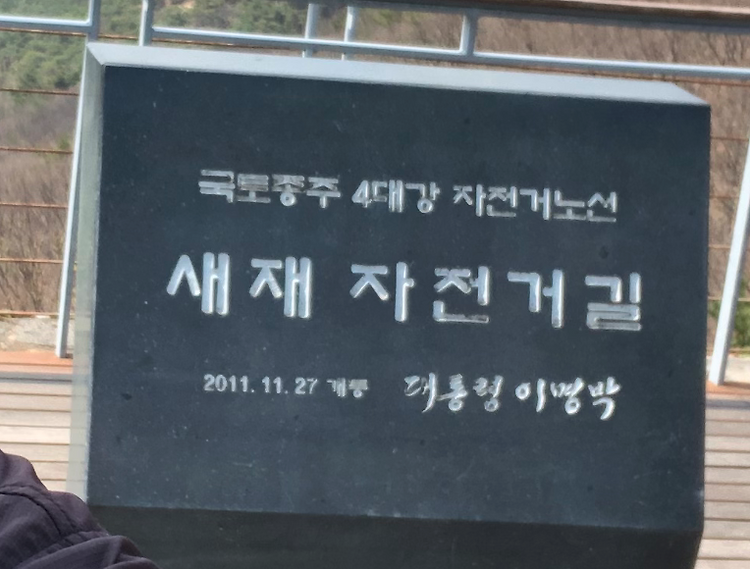 국토종주 4대강 자전거노선
새재 자전거길
2011. 11. 27 개통 대통령 이명박